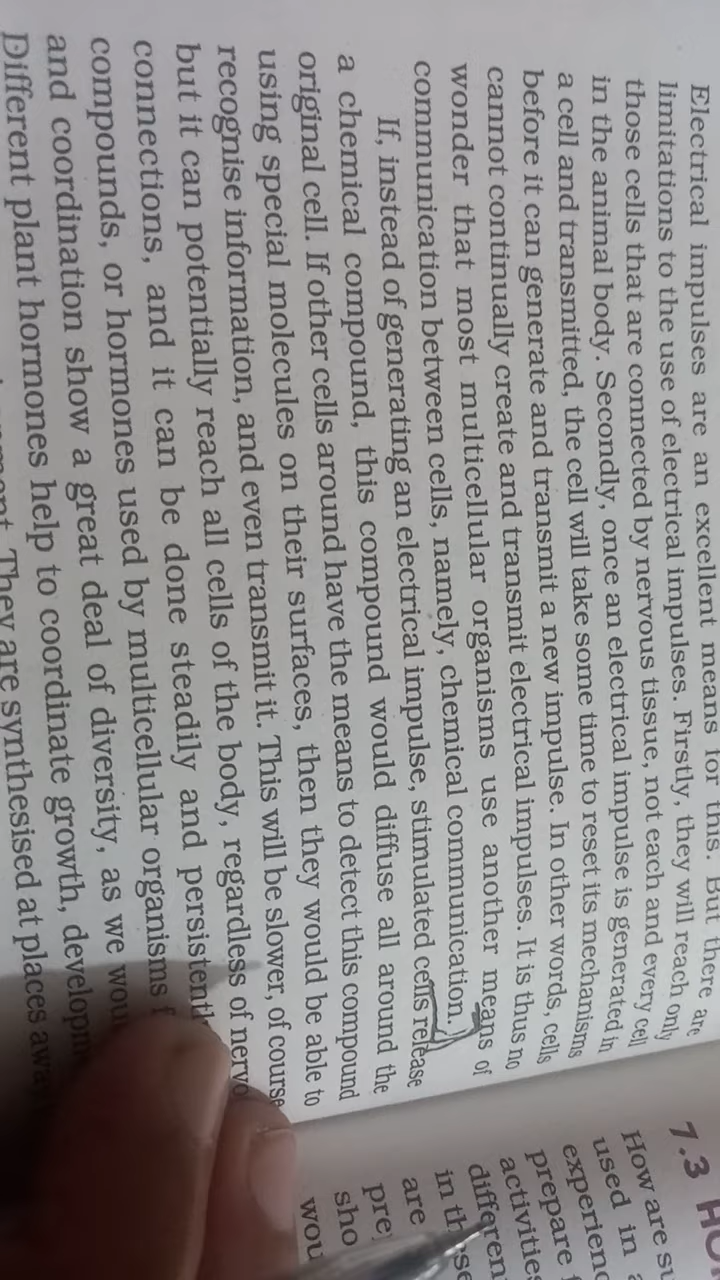 Electrical impulses are an excellent means for this. But there are
limitations to the use of electrical impulses. Firstly, they will reach only
those cells that are connected by nervous tissue, not each and every cell
in the animal body. Secondly, once an electrical impulse is generated in
a cell and transmitted, the cell will take some time to reset its mechanisms
before it can generate and transmit a new impulse. In other words, cells
cannot continually create and transmit electrical impulses. It is thus no
wonder that most multicellular organisms use another means of
communication between cells, namely, chemical communication.
If, instead of generating an electrical impulse, stimulated cells release
a chemical compound, this compound would diffuse all around the
original cell. If other cells around have the means to detect this compound
using special molecules on their surfaces, then they would be able to
recognise information, and even transmit it. This will be slower, of course
but it can potentially reach all cells of the body, regardless of nervo
connections, and it can be done steadily and persistently
compounds, or hormones used by multicellular organisms f
and coordination show a great deal of diversity, as we wou
Different plant hormones help to coordinate growth, developm
They are synthesised at places awa
7.3 HO
How are su
used in a
experienc
prepare
activities
different
in these
are
pre
sho
wou